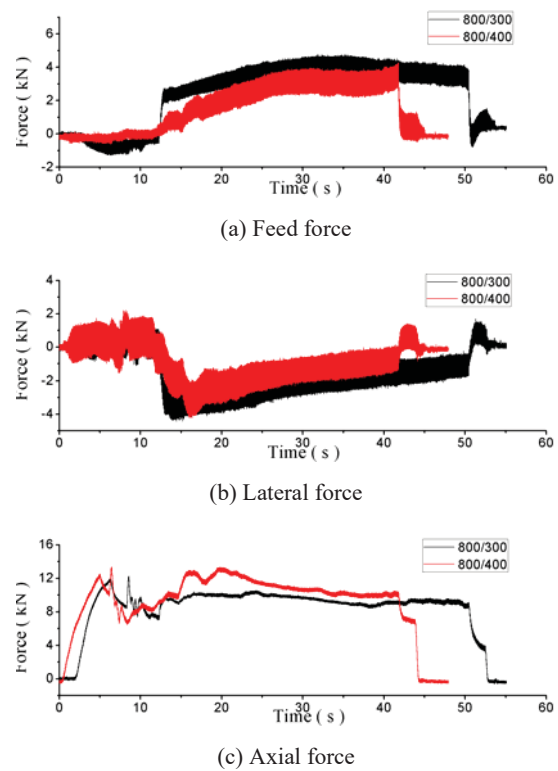 800/300
800/400
Force ( kN )
6
4
2
0
-2
0 10 20 30 40 50 60
Time ( s )
(a) Feed force
800/300
800/400
Force ( kN )
4
2
0
-2
-4
0 10 20 30 40 50 60
Time ( s )
(b) Lateral force
800/300
800/400
Force ( kN )
16
12
8
4
0
0 10 20 30 40 50 60
Time ( s )
(c) Axial force